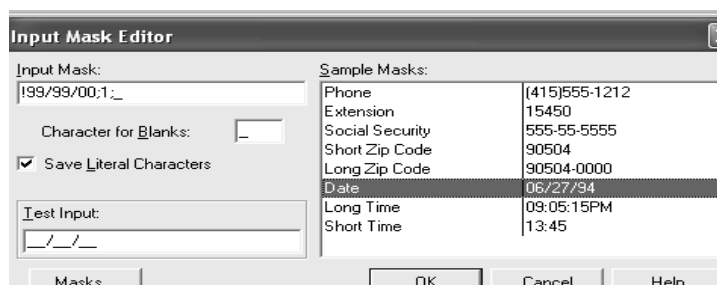 Input Mask Editor
Input Mask:
!99/99/00;1;_
Character for Blanks: _
Save Literal Characters
Test Input:
__/__/__
Masks...
Sample Masks:
Phone (415)555-1212
Extension 15450
Social Security 555-55-5555
Short Zip Code 90504
Long Zip Code 90504-0000
Date 06/27/94
Long Time 09:05:15PM
Short Time 13:45
OK Cancel Help